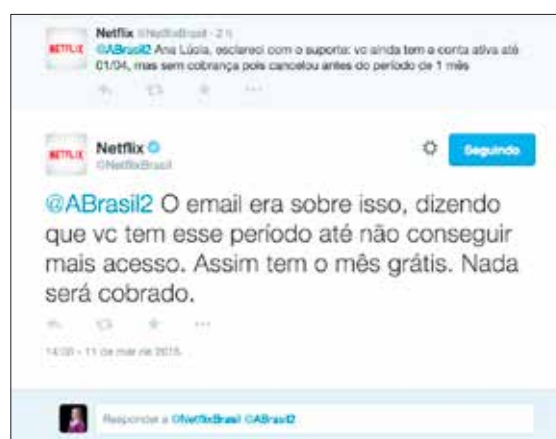 Netflix @NetflixBrasil · 2 h
NETFLIX
@ABrasil2 Ana Lúcia, esclareci com o suporte: vc ainda tem a conta ativa até
01/04, mas sem cobrança pois cancelou antes do período de 1 mês
NETFLIX
Netflix
@NetflixBrasil
Seguindo
@ABrasil2 O email era sobre isso, dizendo
que vc tem esse período até não conseguir
mais acesso. Assim tem o mês grátis. Nada
será cobrado.
14:00 - 11 de mar de 2015
Responder a @NetflixBrasil @ABrasil2